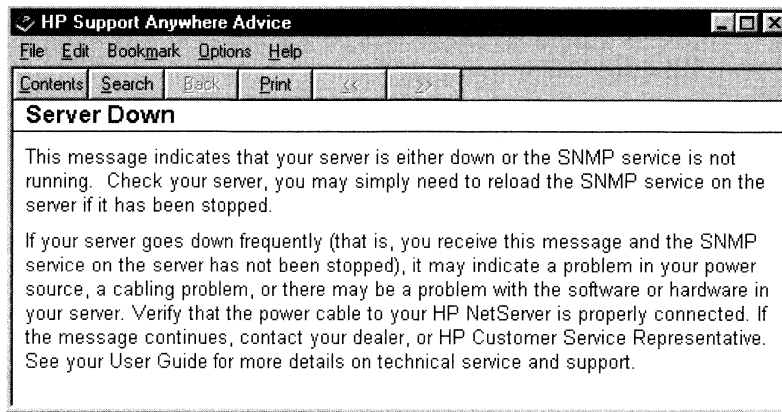 HP Support Anywhere Advice
File Edit Bookmark Options Help
Contents Search Back Print << >>
Server Down
This message indicates that your server is either down or the SNMP service is not
running. Check your server, you may simply need to reload the SNMP service on the
server if it has been stopped.
If your server goes down frequently (that is, you receive this message and the SNMP
service on the server has not been stopped), it may indicate a problem in your power
source, a cabling problem, or there may be a problem with the software or hardware in
your server. Verify that the power cable to your HP NetServer is properly connected. If
the message continues, contact your dealer, or HP Customer Service Representative.
See your User Guide for more details on technical service and support.